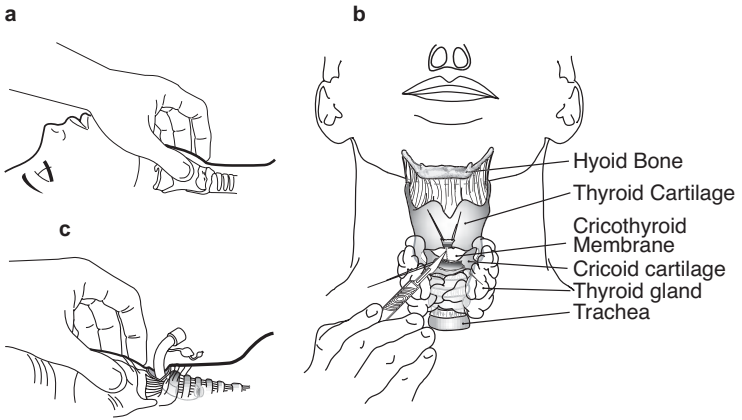 a
b
Hyoid Bone
Thyroid Cartilage
Cricothyroid
Membrane
Cricoid cartilage
Thyroid gland
Trachea
c